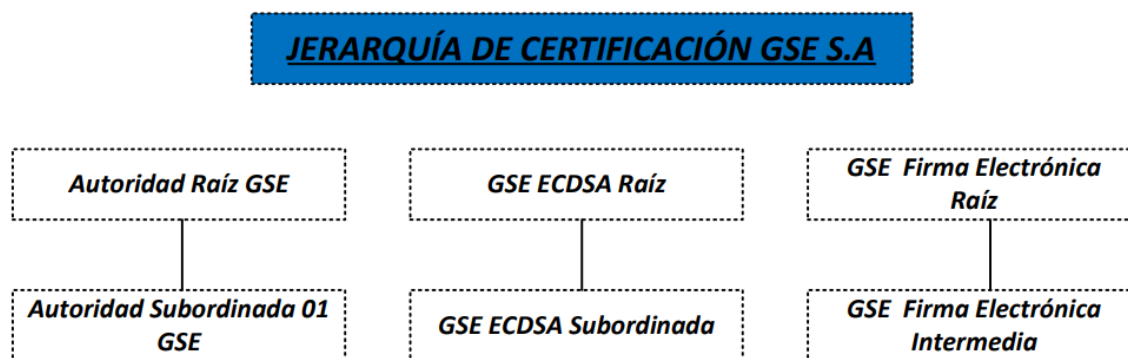 JERARQUÍA DE CERTIFICACIÓN GSE S.A
Autoridad Raíz GSE
GSE ECDSA Raíz
GSE Firma Electrónica
Raíz
Autoridad Subordinada 01
GSE
GSE ECDSA Subordinada
GSE Firma Electrónica
Intermedia